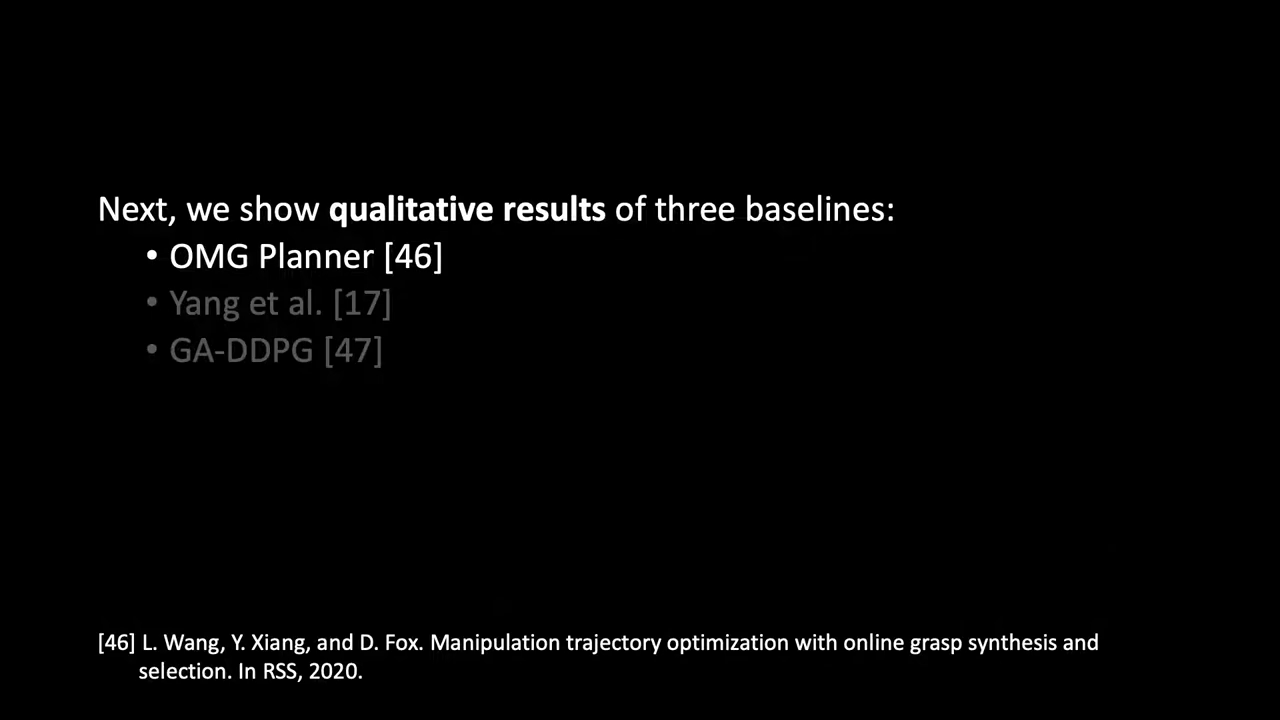 Next, we show qualitative results of three baselines:
• OMG Planner [46]
• Yang et al. [17]
• GA-DDPG [47]
[46] L. Wang, Y. Xiang, and D. Fox. Manipulation trajectory optimization with online grasp synthesis and
selection. In RSS, 2020.